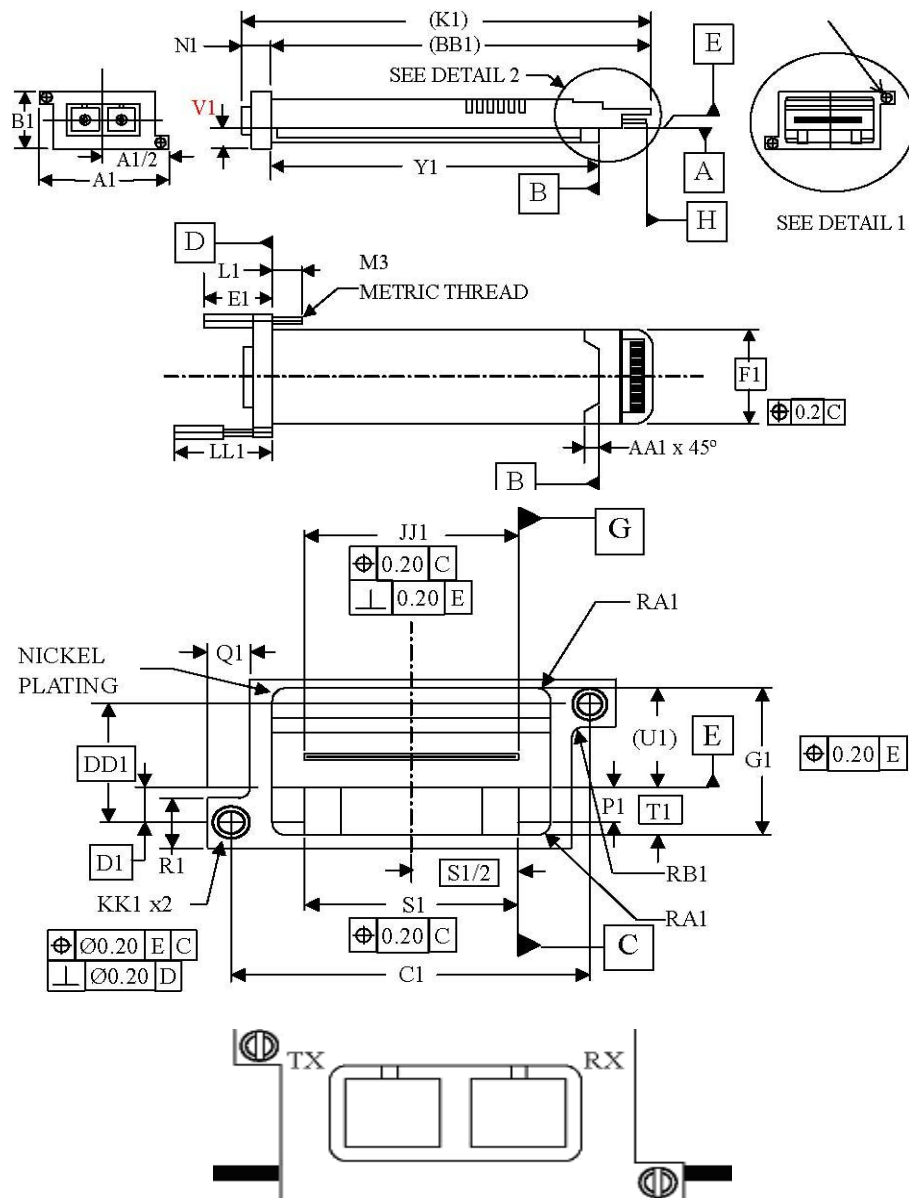 (K1)
N1
(BB1)
E
SEE DETAIL 2
V1
B1
A1/2
A1
Y1
A
B
H
SEE DETAIL 1
D
L1
M3
E1
METRIC THREAD
F1
⌖ 0.2 C
LL1
AA1 x 45°
B
JJ1
G
⌖ 0.20 C
⊥ 0.20 E
RA1
Q1
NICKEL
PLATING
(U1)
E
DD1
G1
⌖ 0.20 E
P1
T1
D1
R1
S1/2
RB1
KK1 x2
S1
RA1
⌖ 0.20 C
C
⌖ Ø0.20 E C
⊥ Ø0.20 D
C1
TX
RX